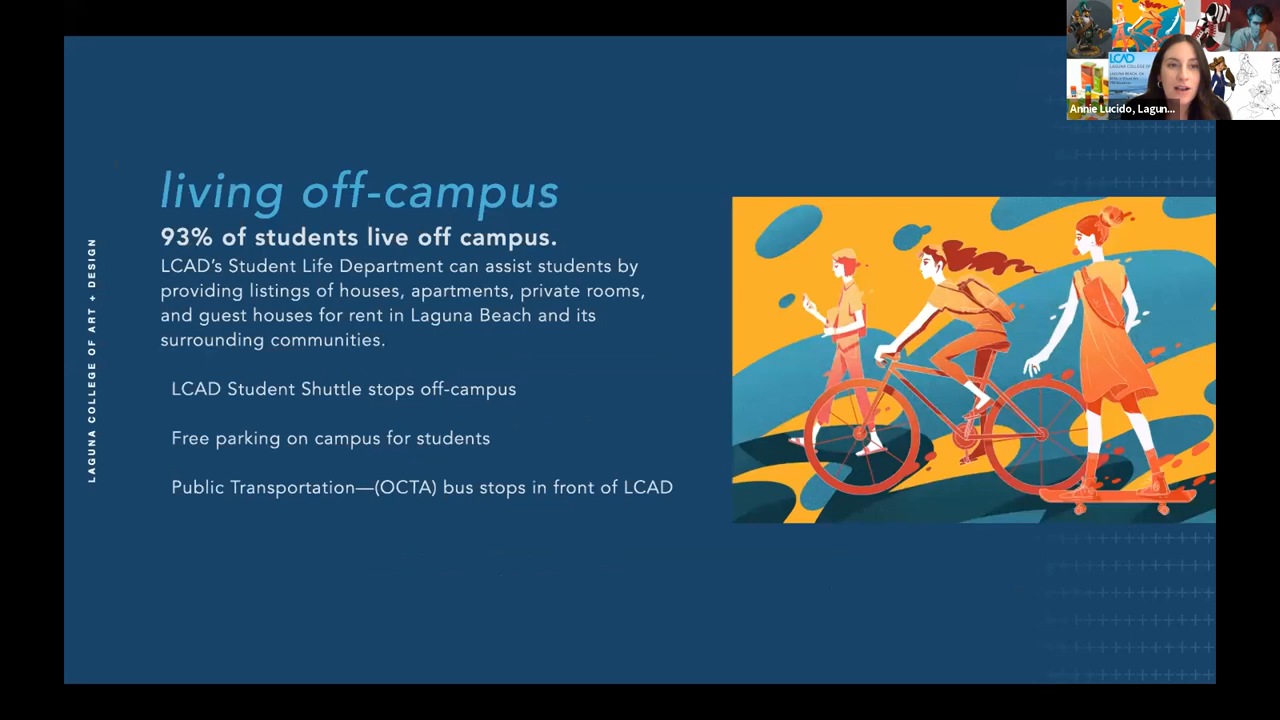 living off-campus
93% of students live off campus.
LCAD's Student Life Department can assist students by
providing listings of houses, apartments, private rooms,
and guest houses for rent in Laguna Beach and its
surrounding communities.
LCAD Student Shuttle stops off-campus
Free parking on campus for students
Public Transportation—(OCTA) bus stops in front of LCAD
LAGUNA COLLEGE OF ART + DESIGN
LCAD
Annie Lucido, Lagun...